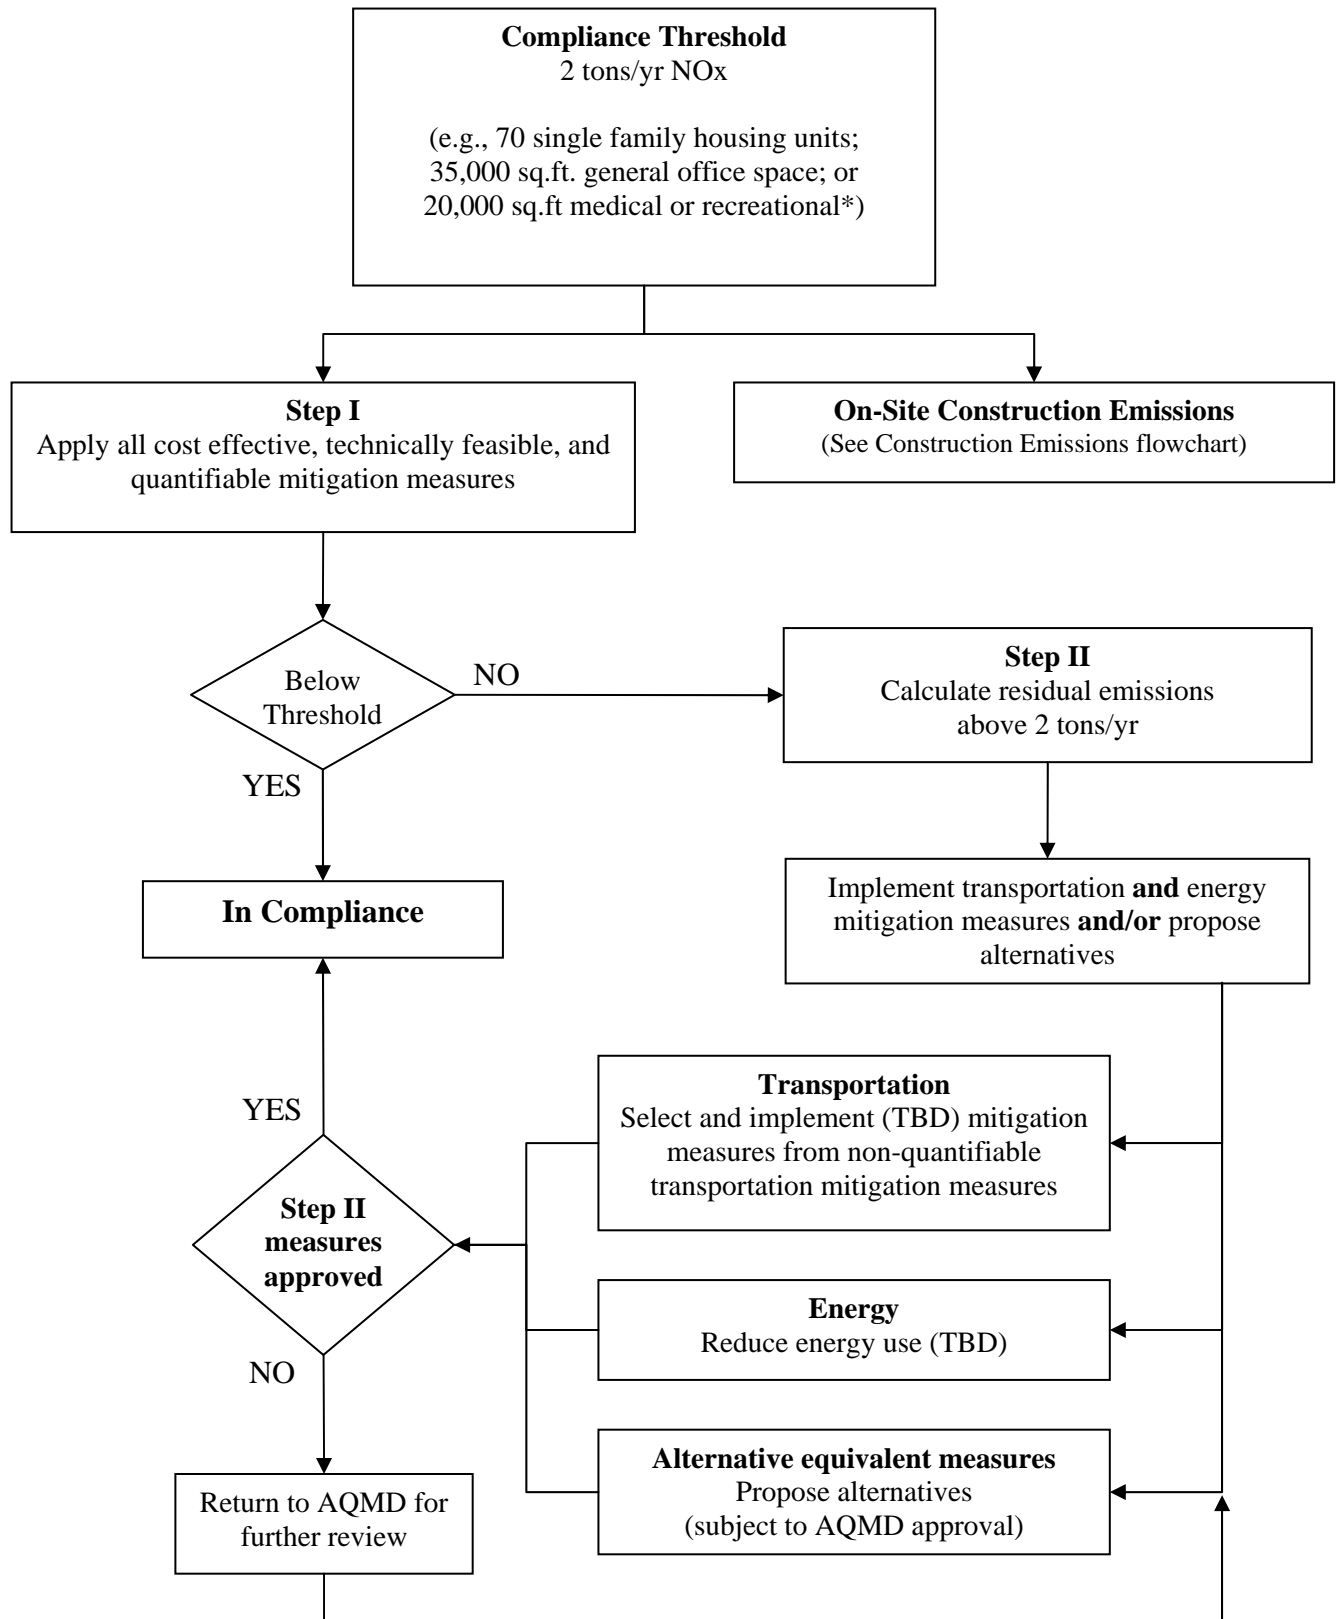 Compliance Threshold
2 tons/yr NOx
(e.g., 70 single family housing units;
35,000 sq.ft. general office space; or
20,000 sq.ft medical or recreational*)
Step I
Apply all cost effective, technically feasible, and
quantifiable mitigation measures
On-Site Construction Emissions
(See Construction Emissions flowchart)
Below
Threshold
NO
YES
Step II
Calculate residual emissions
above 2 tons/yr
In Compliance
Implement transportation and energy
mitigation measures and/or propose
alternatives
Transportation
Select and implement (TBD) mitigation
measures from non-quantifiable
transportation mitigation measures
YES
Step II
measures
approved
NO
Energy
Reduce energy use (TBD)
Alternative equivalent measures
Propose alternatives
(subject to AQMD approval)
Return to AQMD for
further review